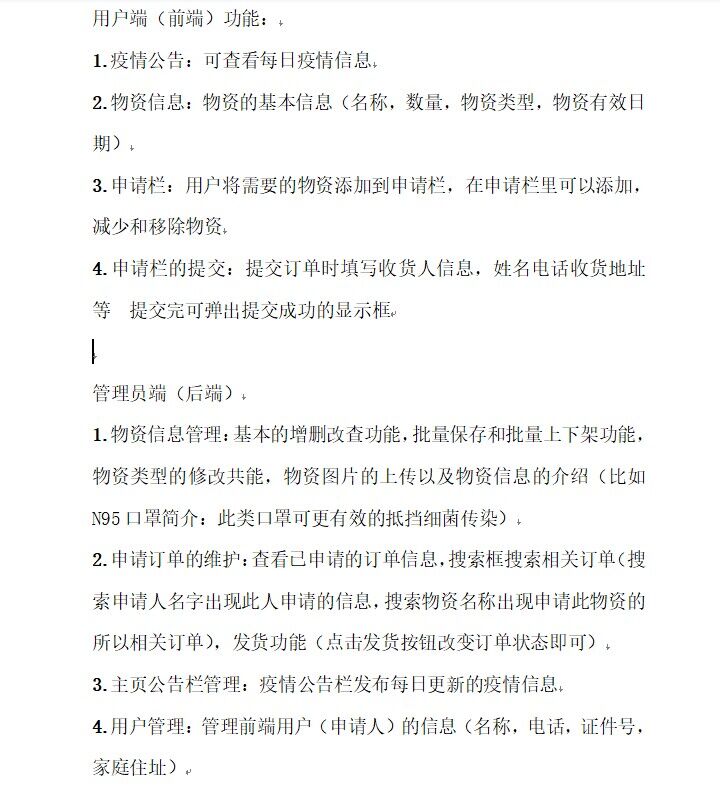 用户端（前端）功能：
1.疫情公告：可查看每日疫情信息
2.物资信息：物资的基本信息（名称，数量，物资类型，物资有效日
期）
3.申请栏：用户将需要的物资添加到申请栏，在申请栏里可以添加，
减少和移除物资
4.申请栏的提交：提交订单时填写收货人信息，姓名电话收货地址
等　提交完可弹出提交成功的显示框
管理员端（后端）
1.物资信息管理：基本的增删改查功能，批量保存和批量上下架功能，
物资类型的修改共能，物资图片的上传以及物资信息的介绍（比如
N95 口罩简介：此类口罩可更有效的抵挡细菌传染）
2.申请订单的维护：查看已申请的订单信息，搜索框搜索相关订单（搜
索申请人名字出现此人申请的信息，搜索物资名称出现申请此物资的
所以相关订单），发货功能（点击发货按钮改变订单状态即可）
3.主页公告栏管理：疫情公告栏发布每日更新的疫情信息
4.用户管理：管理前端用户（申请人）的信息（名称，电话，证件号，
家庭住址）